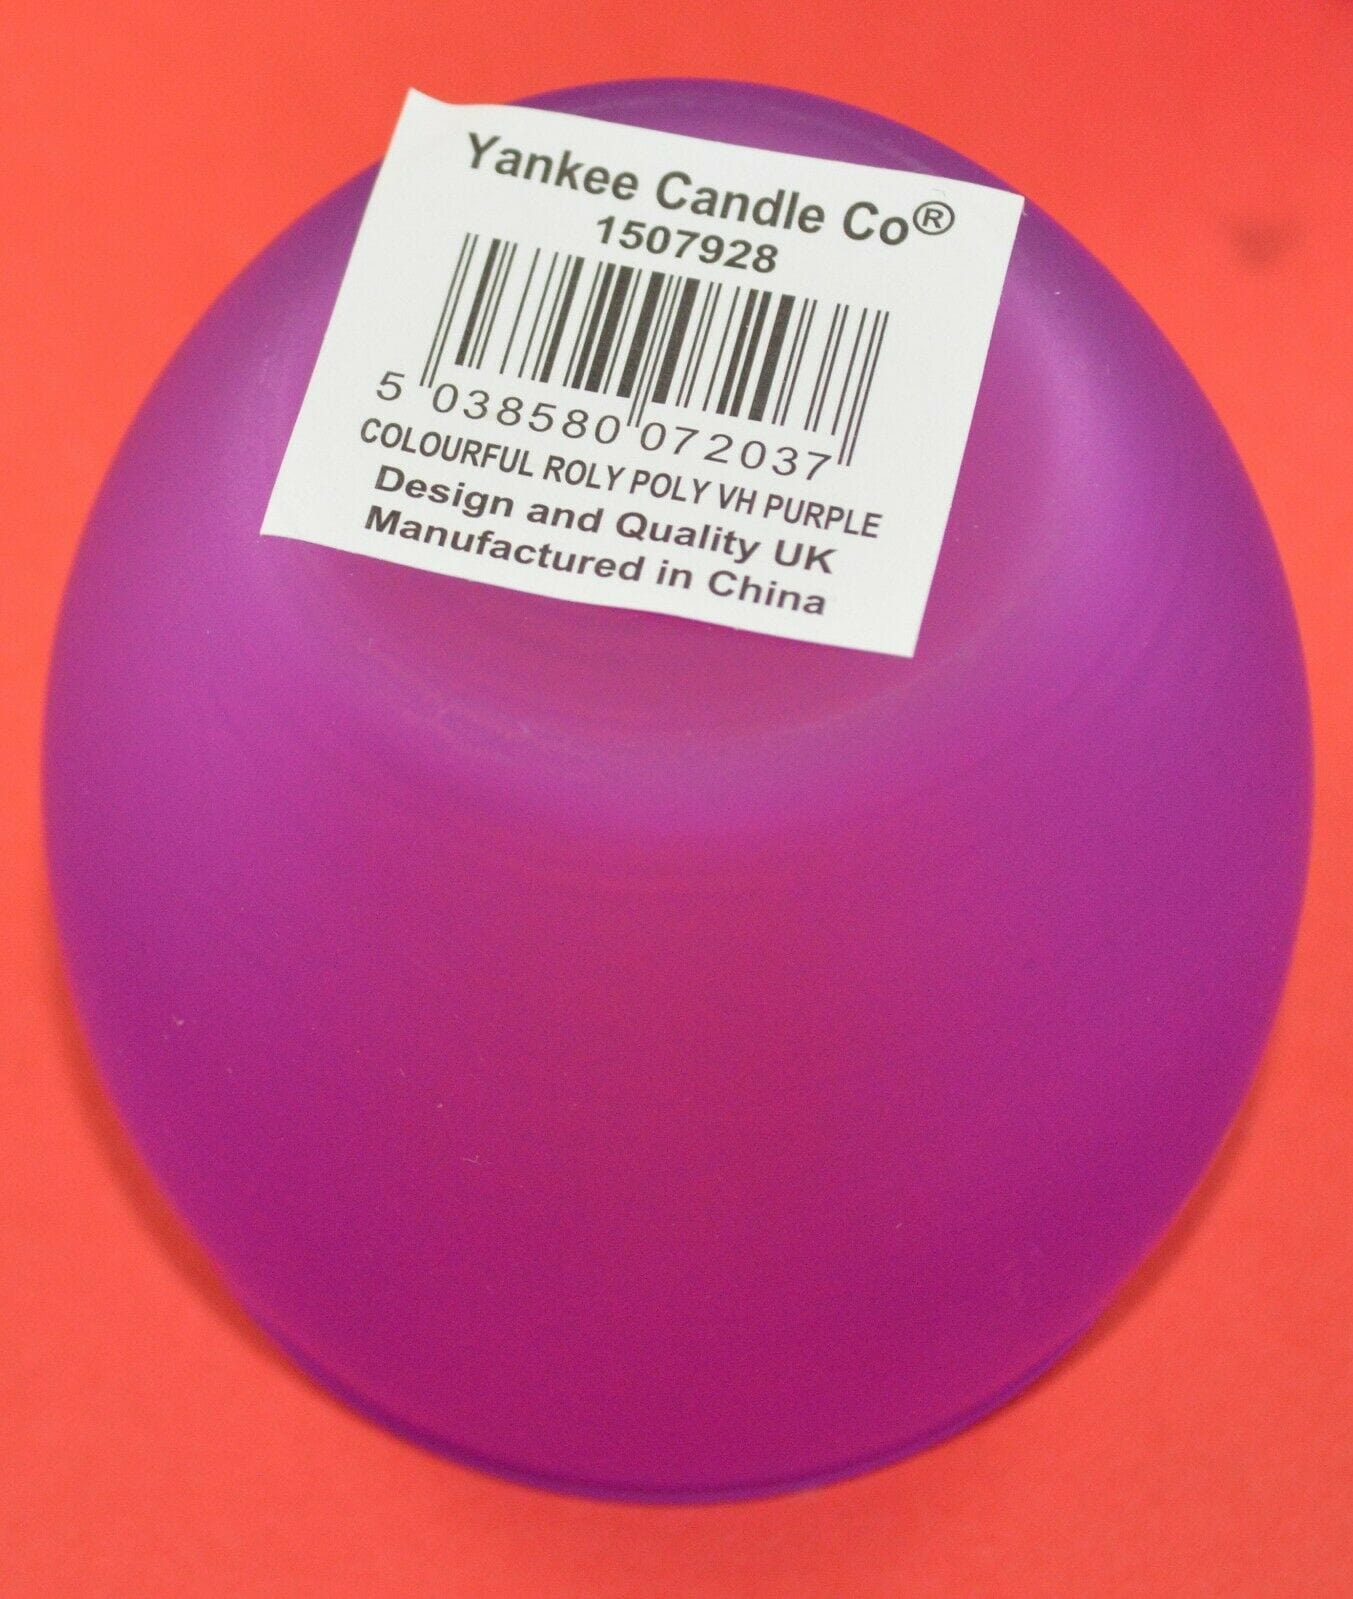 Yankee Candle Co®
1507928
5 038580 072037
COLOURFUL ROLY POLY VH PURPLE
Design and Quality UK
Manufactured in China